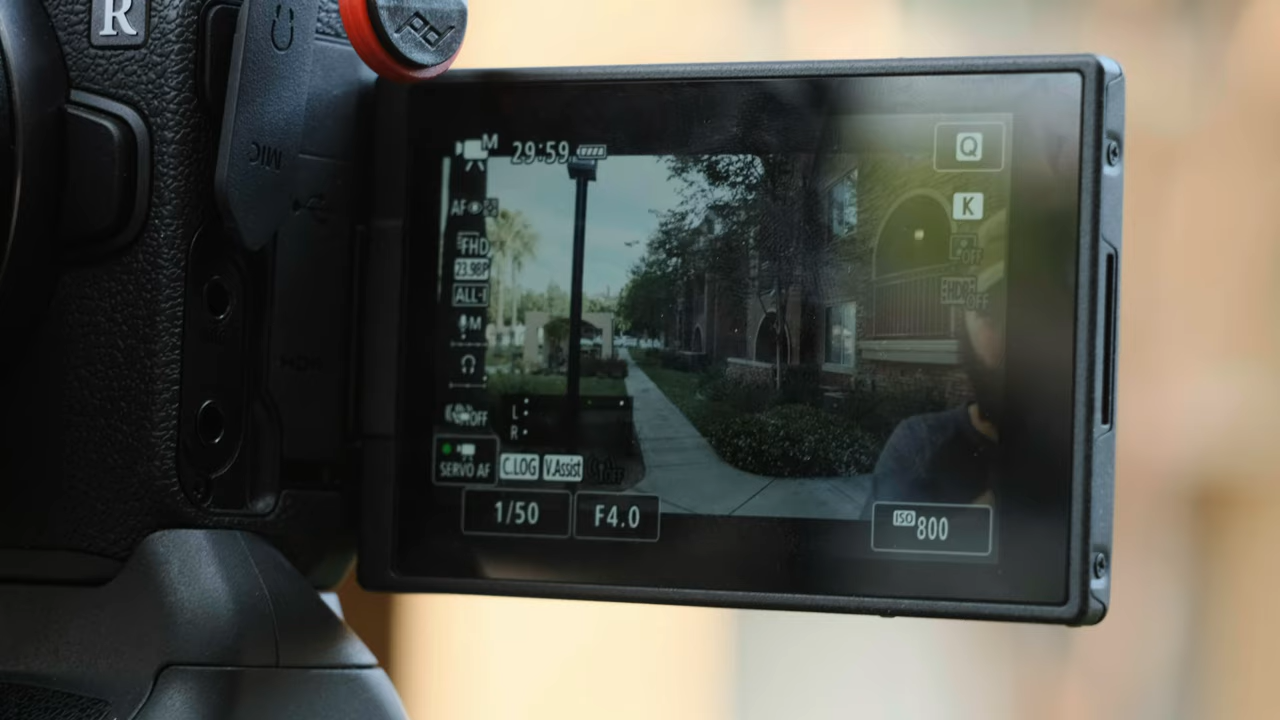 R
MIC
M
29:59
Q
AF
K
FHD
OFF
23.98P
ALL-I
HDR OFF
M
OFF
L
R
SERVO AF
C.LOG
V.Assist
1/50
F4.0
ISO 800